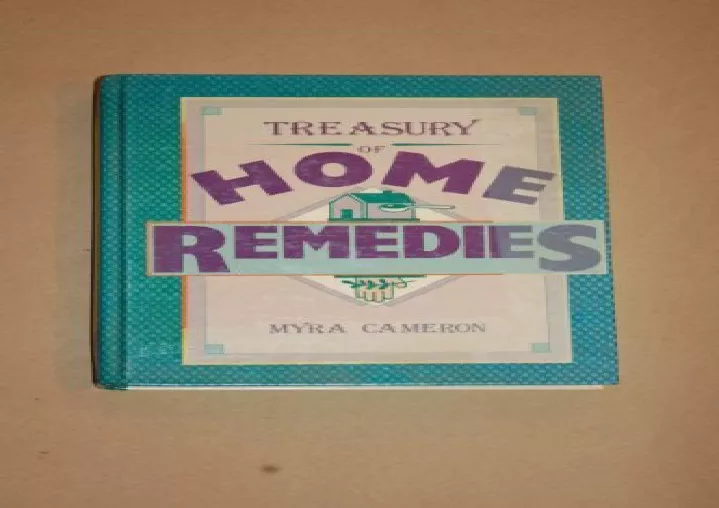 TREASURY
OF
HOME
REMEDIES
MYRA CAMERON